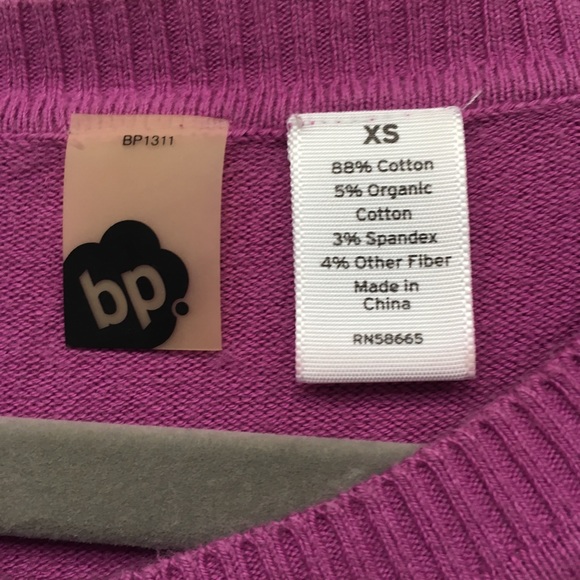 BP1311
bp.
XS
88% Cotton
5% Organic
Cotton
3% Spandex
4% Other Fiber
Made in
China
RN58665